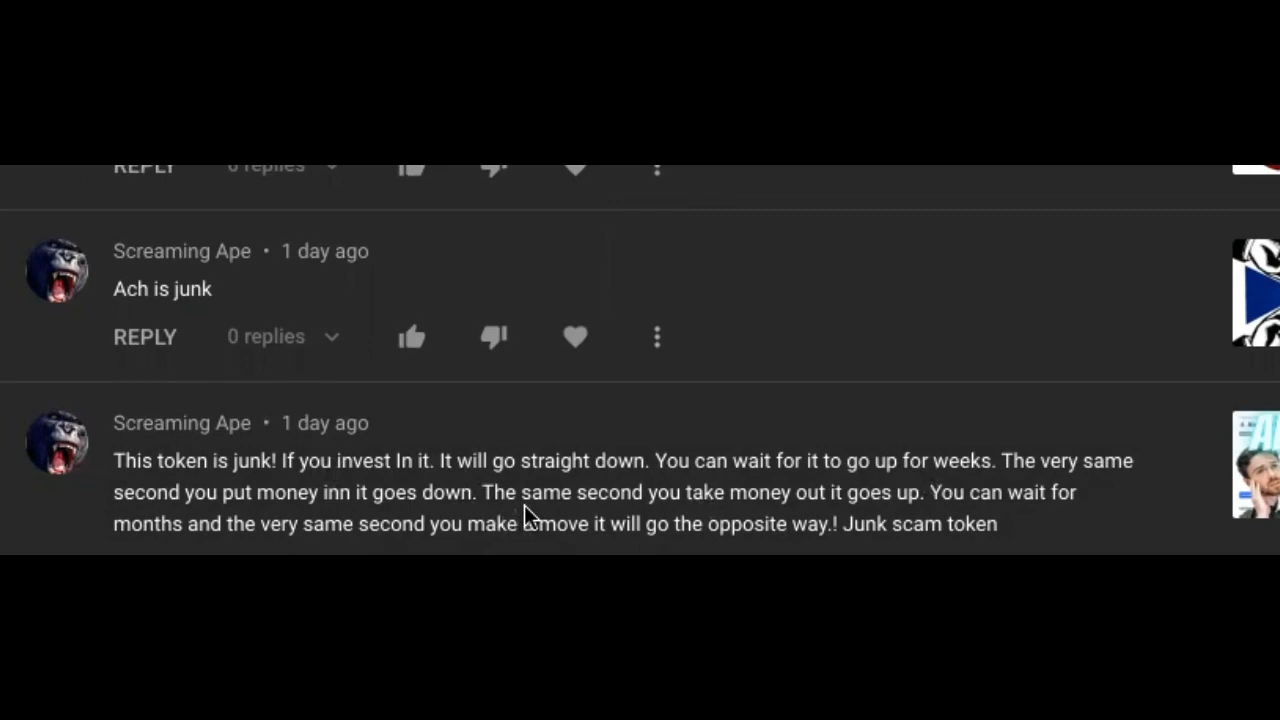 REPLY 0 replies
Screaming Ape • 1 day ago
Ach is junk
REPLY 0 replies
Screaming Ape • 1 day ago
This token is junk! If you invest In it. It will go straight down. You can wait for it to go up for weeks. The very same
second you put money inn it goes down. The same second you take money out it goes up. You can wait for
months and the very same second you make a move it will go the opposite way.! Junk scam token